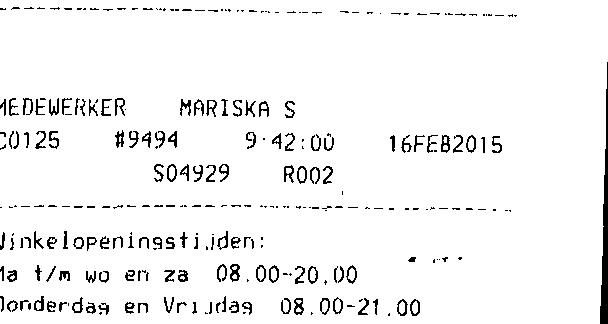 MEDEWERKER MARISKA S
C0125 #9494 9:42:00 16FEB2015
S04929 R002
Winkelopeningstijden:
Ma t/m wo en za 08.00-20.00
Donderdag en Vrijdag 08.00-21.00